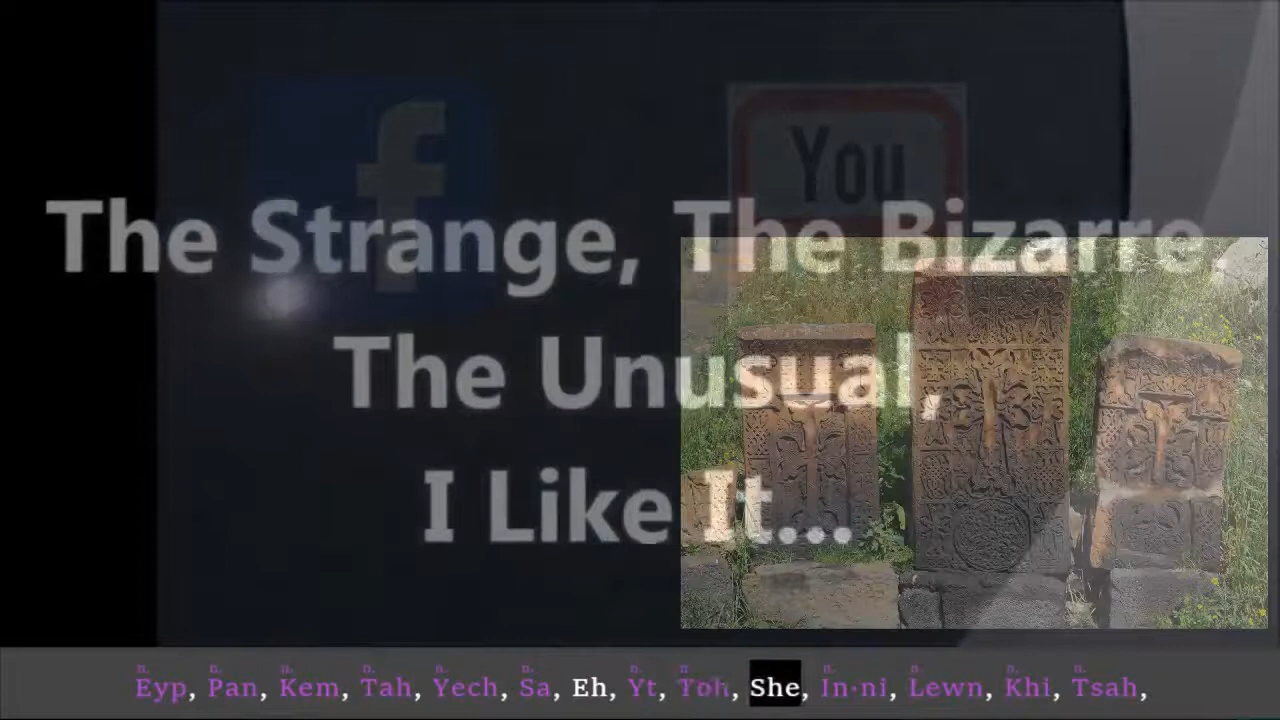 f
You
The Strange, The Bizarre,
The Unusual,
I Like It...
n. n. n. n. n. n. n. n. n. n. n. n.
Eyp, Pan, Kem, Tah, Yech, Sa, Eh, Yt, Toh, She, In·ni, Lewn, Khi, Tsah,